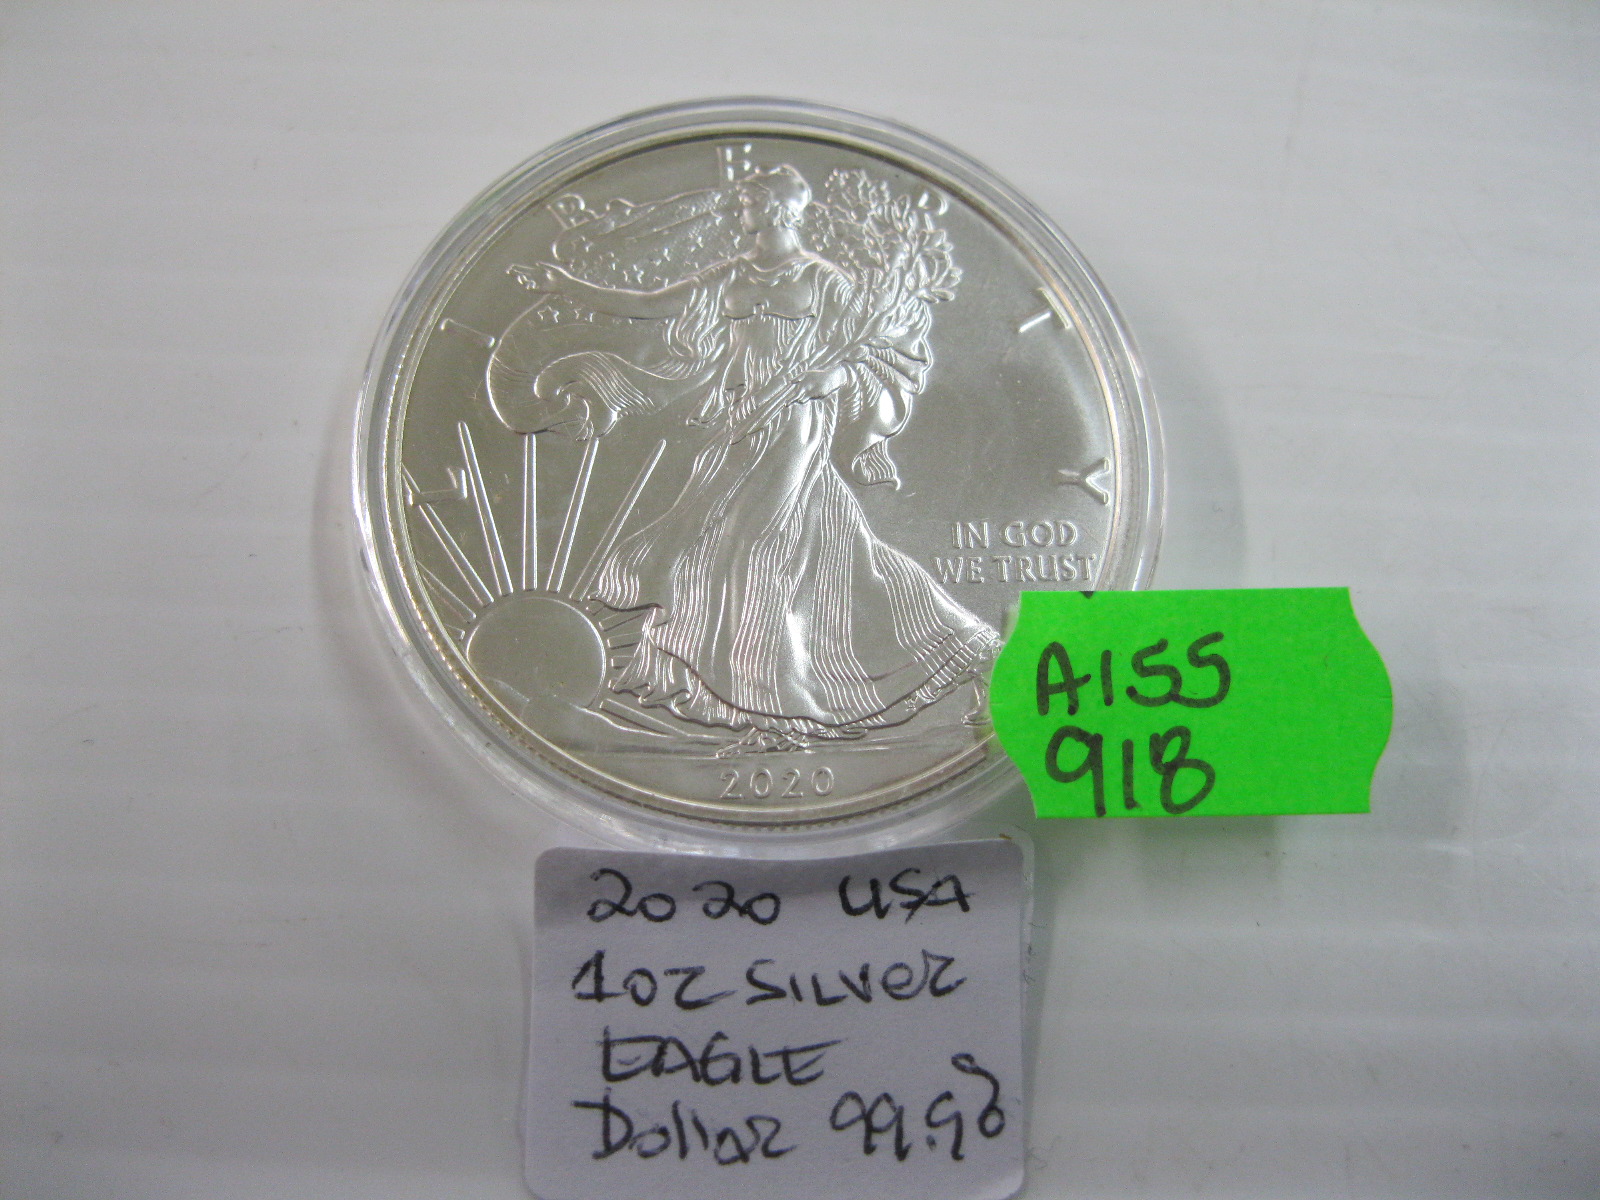 LIBERTY
IN GOD
WE TRUST
2020
A155
918
2020 USA
1oz SILVER
EAGLE
Dollar 99.9%